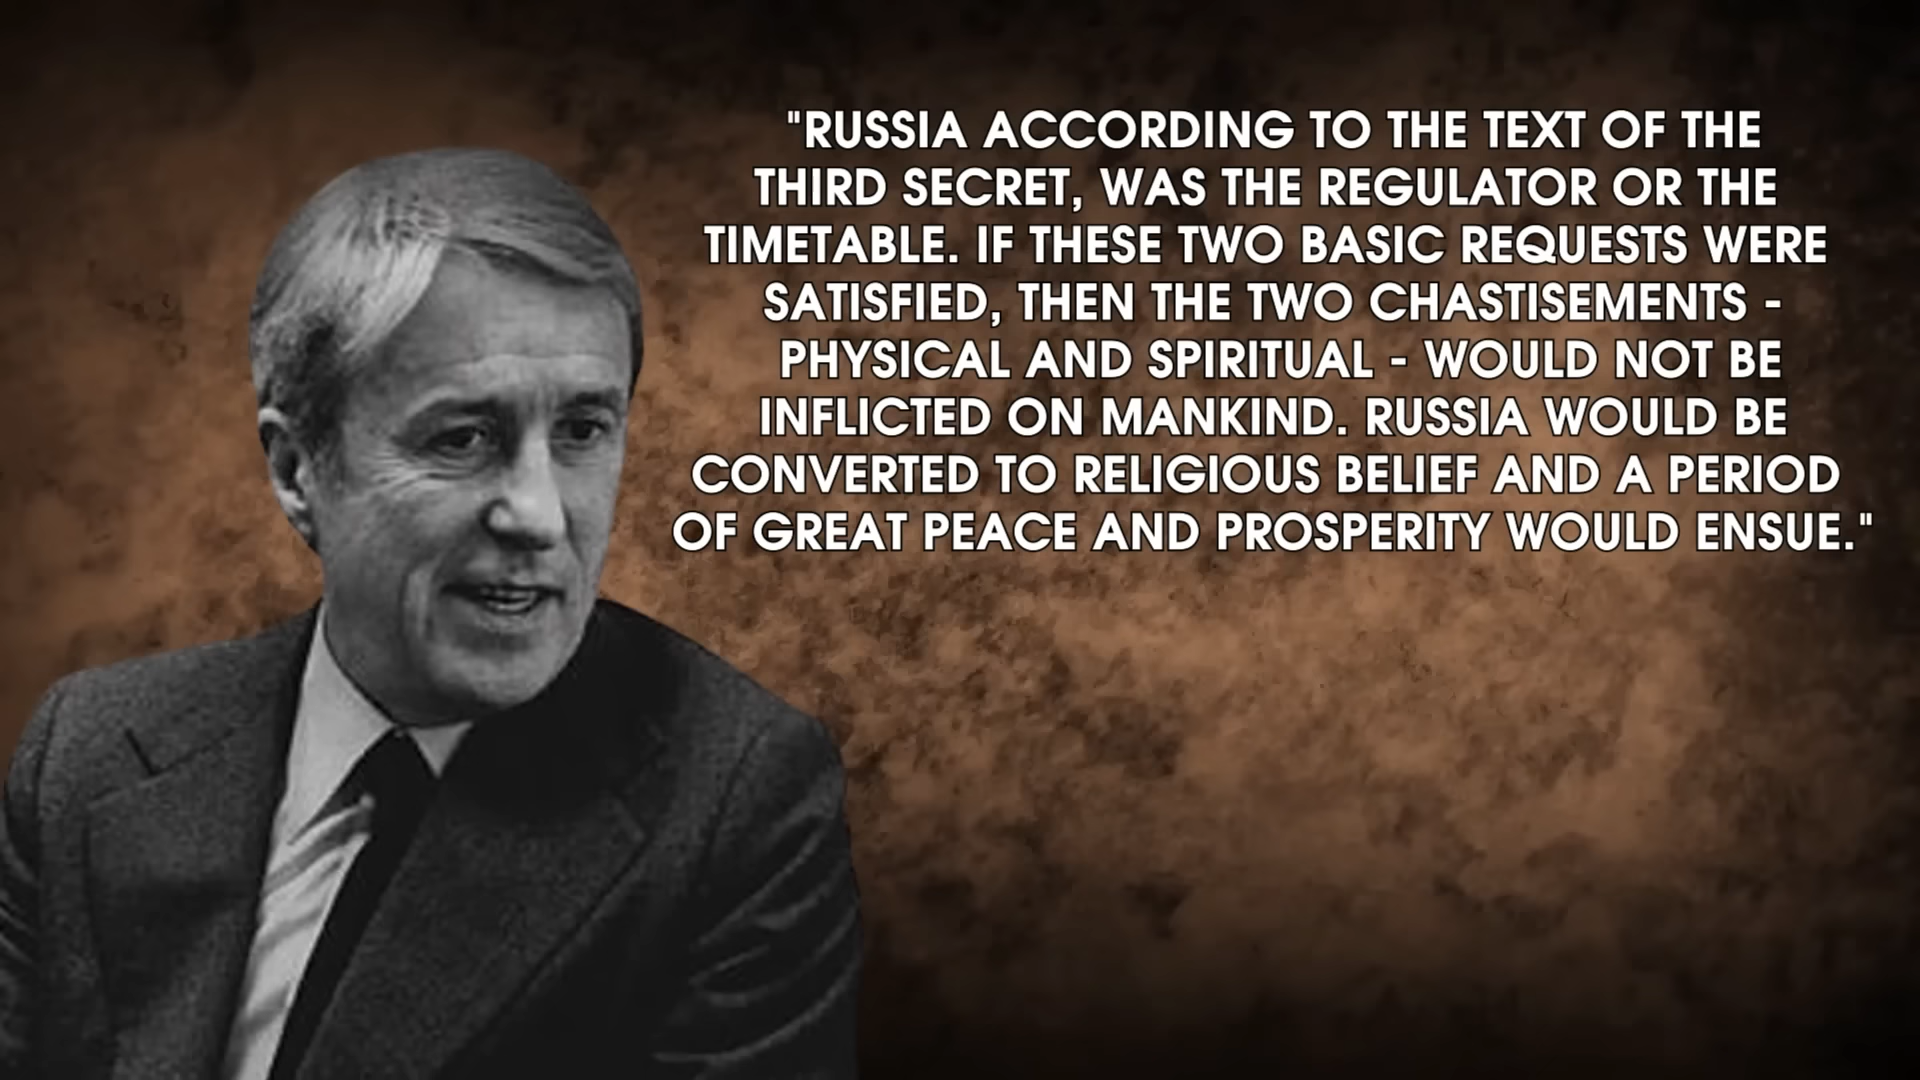 "RUSSIA ACCORDING TO THE TEXT OF THE
THIRD SECRET, WAS THE REGULATOR OR THE
TIMETABLE. IF THESE TWO BASIC REQUESTS WERE
SATISFIED, THEN THE TWO CHASTISEMENTS -
PHYSICAL AND SPIRITUAL - WOULD NOT BE
INFLICTED ON MANKIND. RUSSIA WOULD BE
CONVERTED TO RELIGIOUS BELIEF AND A PERIOD
OF GREAT PEACE AND PROSPERITY WOULD ENSUE."